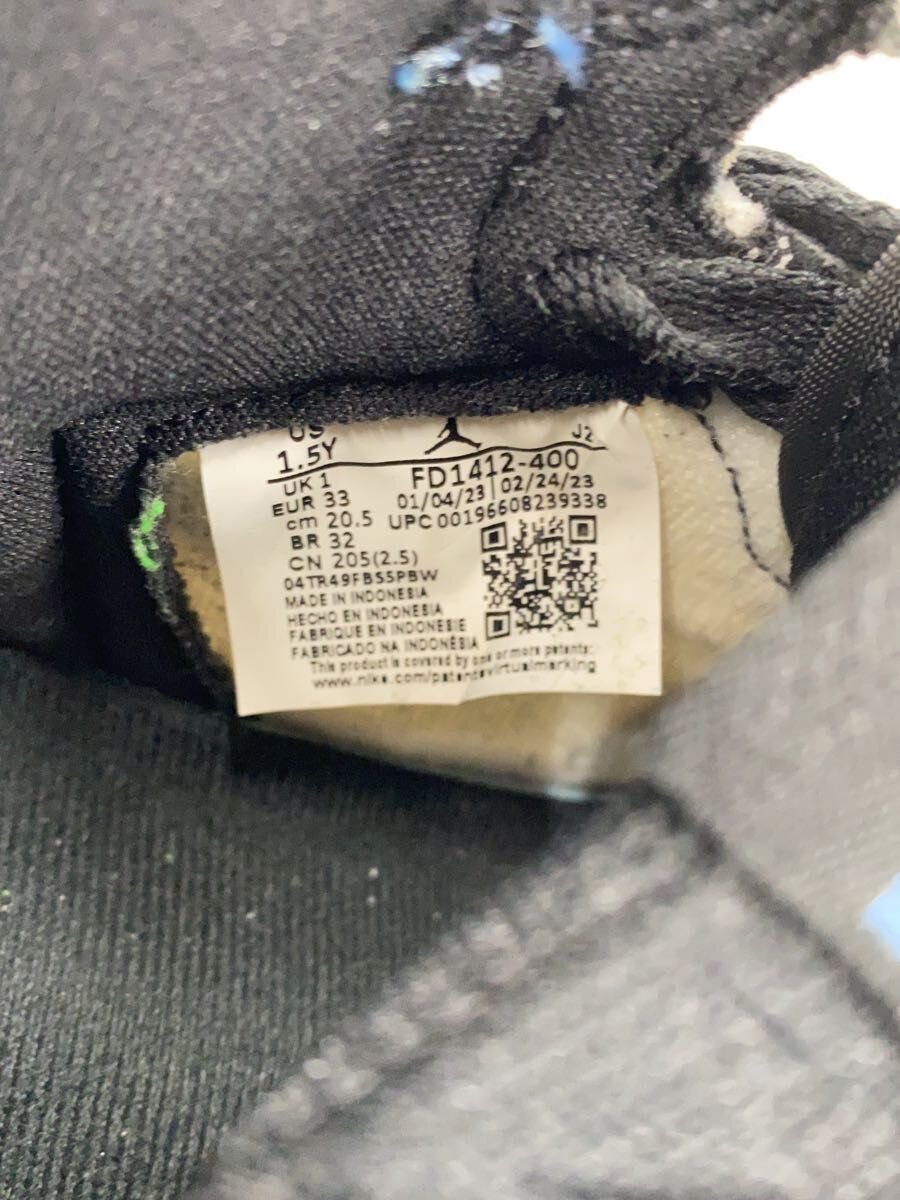 US
1.5Y
J2
UK 1
FD1412-400
EUR 33
01/04/23 02/24/23
cm 20.5
UPC 00196608239338
BR 32
CN 205(2.5)
04TR49FBS5PBW
MADE IN INDONESIA
HECHO EN INDONESIA
FABRIQUE EN INDONESIE
FABRICADO NA INDONÉSIA
This product is covered by one or more patents:
www.nike.com/patentsvirtualmarking